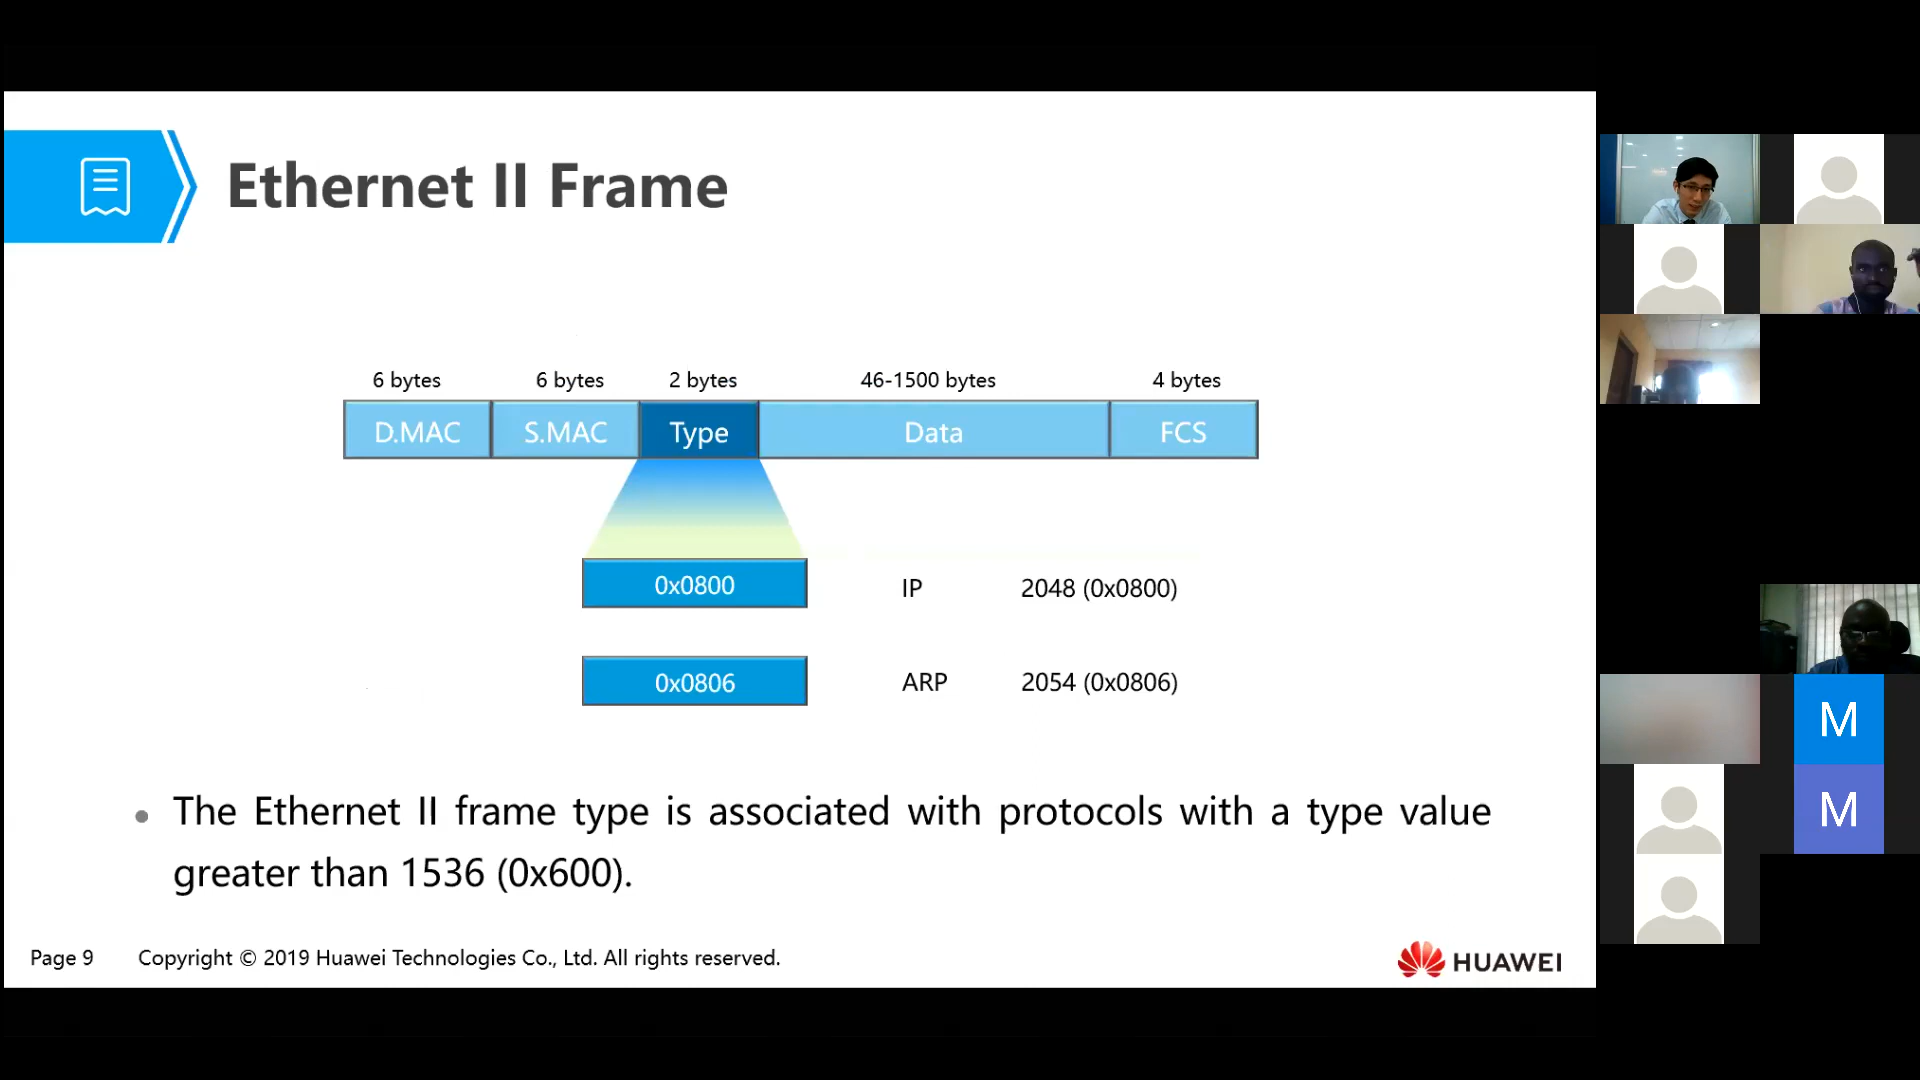 Ethernet II Frame
6 bytes 6 bytes 2 bytes 46-1500 bytes 4 bytes
D.MAC S.MAC Type Data FCS
0x0800 IP 2048 (0x0800)
0x0806 ARP 2054 (0x0806)
• The Ethernet II frame type is associated with protocols with a type value
greater than 1536 (0x600).
Page 9 Copyright © 2019 Huawei Technologies Co., Ltd. All rights reserved.
HUAWEI
M
M